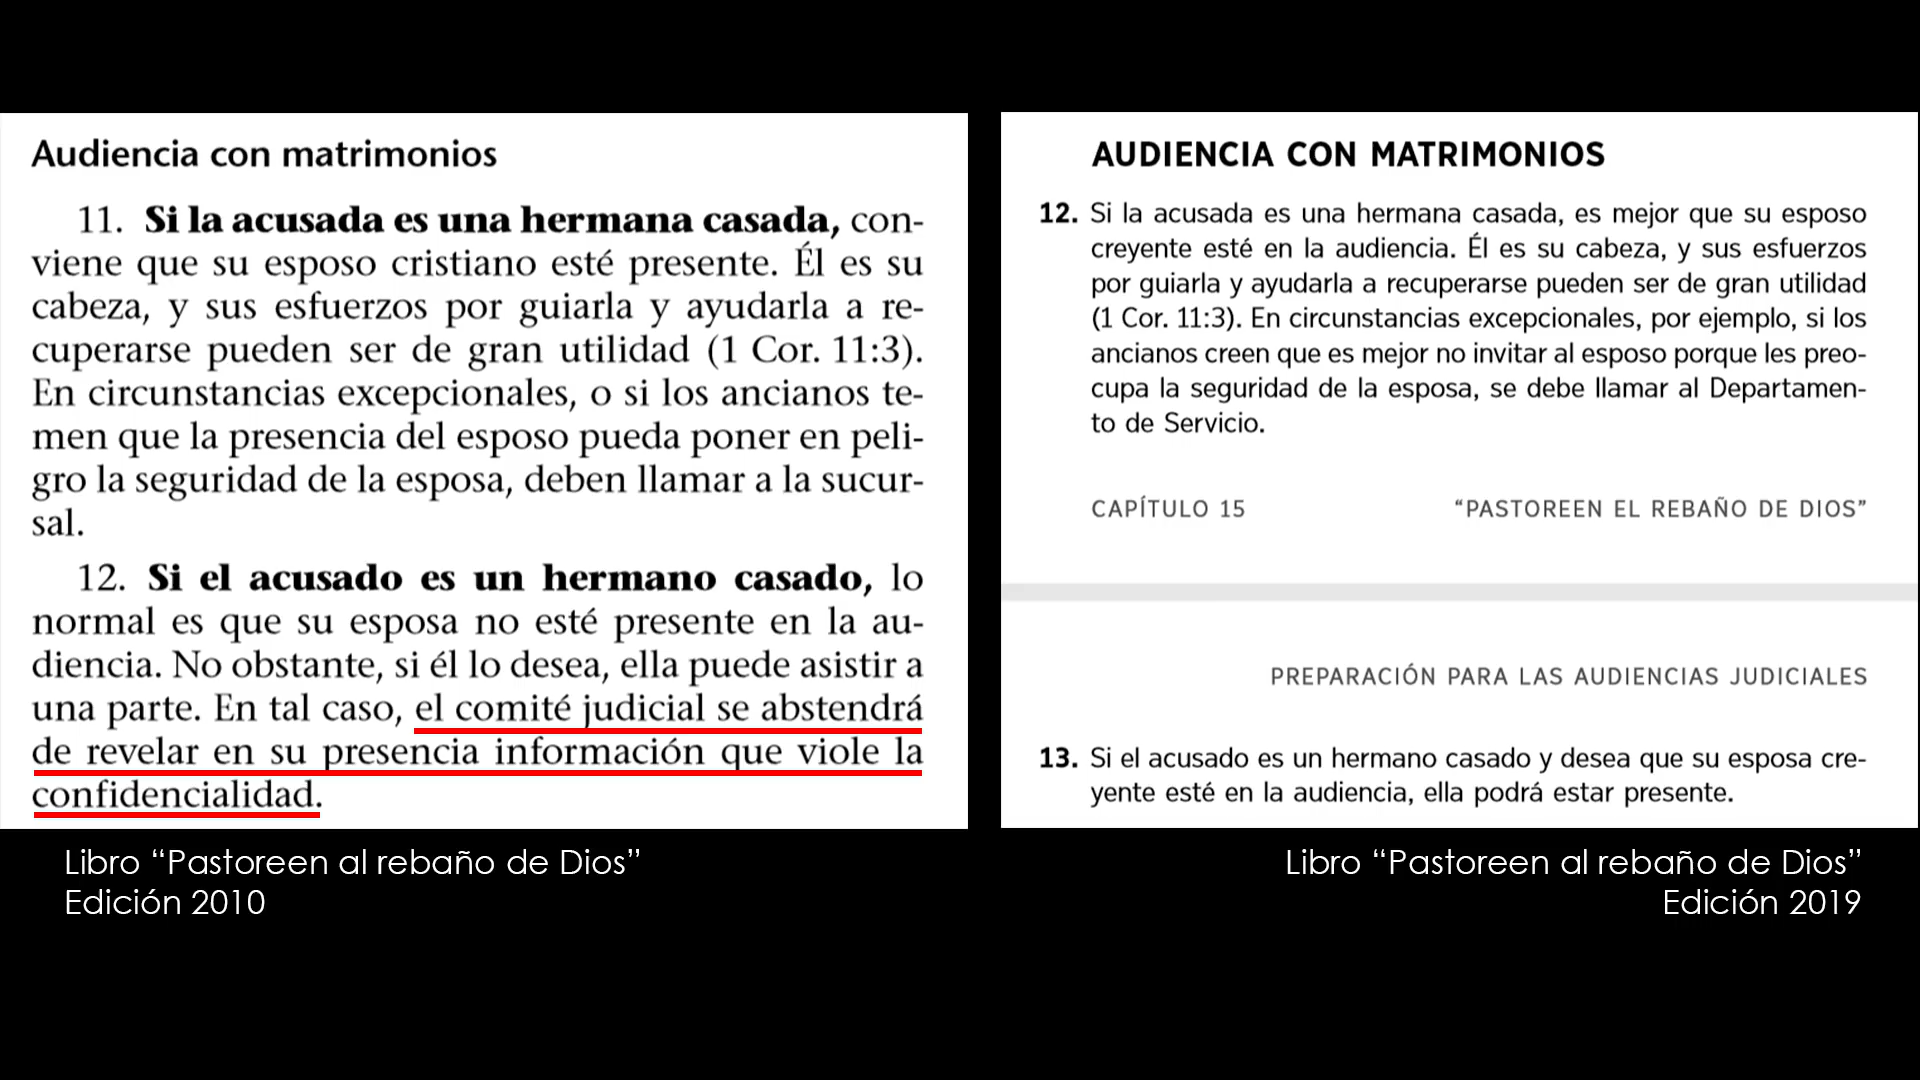 Audiencia con matrimonios
11. Si la acusada es una hermana casada, con-
viene que su esposo cristiano esté presente. Él es su
cabeza, y sus esfuerzos por guiarla y ayudarla a re-
cuperarse pueden ser de gran utilidad (1 Cor. 11:3).
En circunstancias excepcionales, o si los ancianos te-
men que la presencia del esposo pueda poner en peli-
gro la seguridad de la esposa, deben llamar a la sucur-
sal.
12. Si el acusado es un hermano casado, lo
normal es que su esposa no esté presente en la au-
diencia. No obstante, si él lo desea, ella puede asistir a
una parte. En tal caso, el comité judicial se abstendrá
de revelar en su presencia información que viole la
confidencialidad.
Libro “Pastoreen al rebaño de Dios”
Edición 2010
AUDIENCIA CON MATRIMONIOS
12. Si la acusada es una hermana casada, es mejor que su esposo
creyente esté en la audiencia. Él es su cabeza, y sus esfuerzos
por guiarla y ayudarla a recuperarse pueden ser de gran utilidad
(1 Cor. 11:3). En circunstancias excepcionales, por ejemplo, si los
ancianos creen que es mejor no invitar al esposo porque les preo-
cupa la seguridad de la esposa, se debe llamar al Departamen-
to de Servicio.
CAPÍTULO 15 “PASTOREEN EL REBAÑO DE DIOS”
PREPARACIÓN PARA LAS AUDIENCIAS JUDICIALES
13. Si el acusado es un hermano casado y desea que su esposa cre-
yente esté en la audiencia, ella podrá estar presente.
Libro “Pastoreen al rebaño de Dios”
Edición 2019